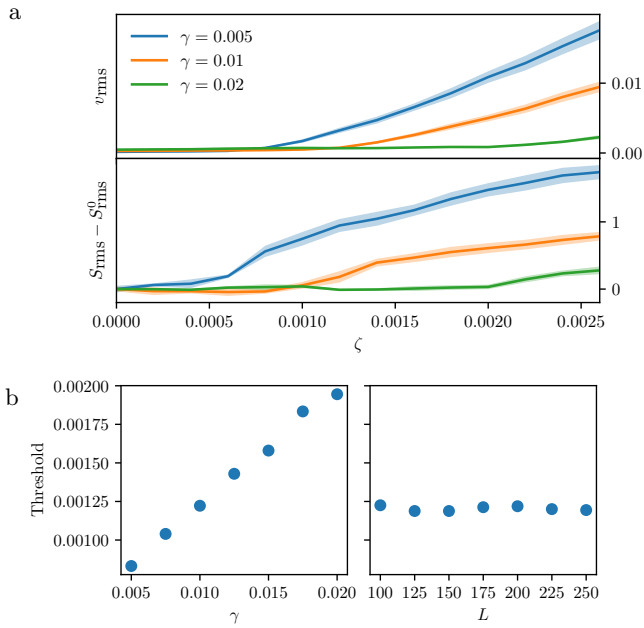 a
γ = 0.005
γ = 0.01
γ = 0.02
v_rms
0.01
0.00
S_rms − S⁰_rms
1
0
0.0000 0.0005 0.0010 0.0015 0.0020 0.0025
ζ
b
Threshold
0.00200
0.00175
0.00150
0.00125
0.00100
0.005 0.010 0.015 0.020
γ
100 125 150 175 200 225 250
L